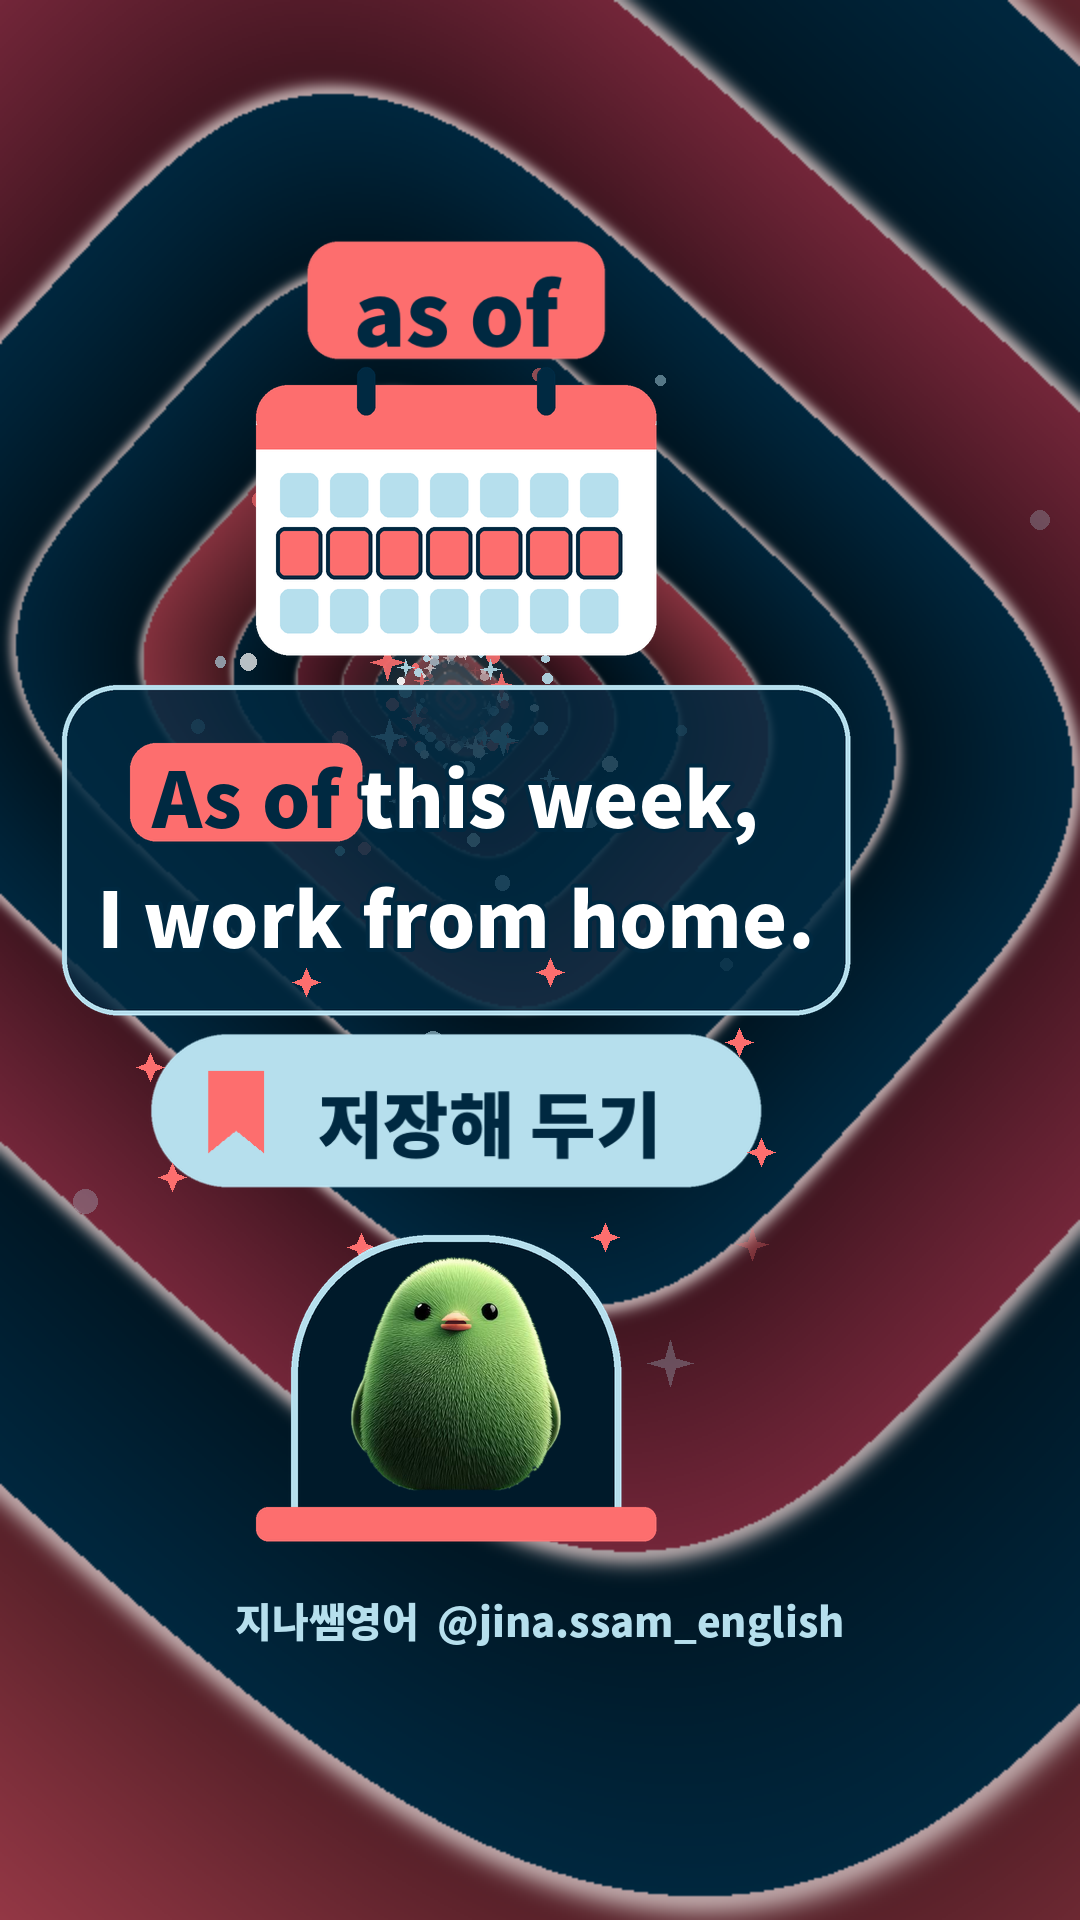 as of
As of this week,
I work from home.
저장해 두기
지나쌤영어 @jina.ssam_english